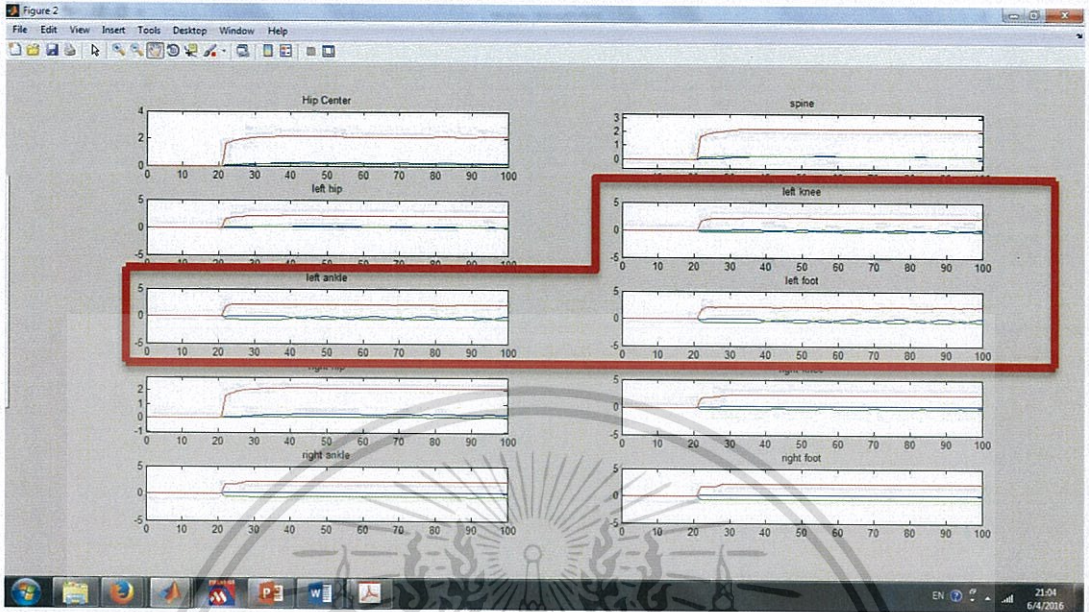 Figure 2
File Edit View Insert Tools Desktop Window Help
Hip Center
4
2
0
0 10 20 30 40 50 60 70 80 90 100
spine
3
2
1
0
0 10 20 30 40 50 60 70 80 90 100
left hip
5
0
-5
0 10 20 30 40 50 60 70 80 90 100
left knee
5
0
-5
0 10 20 30 40 50 60 70 80 90 100
left ankle
5
0
-5
0 10 20 30 40 50 60 70 80 90 100
left foot
5
0
-5
0 10 20 30 40 50 60 70 80 90 100
right hip
2
1
0
-1
0 10 20 30 40 50 60 70 80 90 100
right knee
5
0
-5
0 10 20 30 40 50 60 70 80 90 100
right ankle
5
0
-5
0 10 20 30 40 50 60 70 80 90 100
right foot
5
0
-5
0 10 20 30 40 50 60 70 80 90 100
EN
21:04
6/4/2016